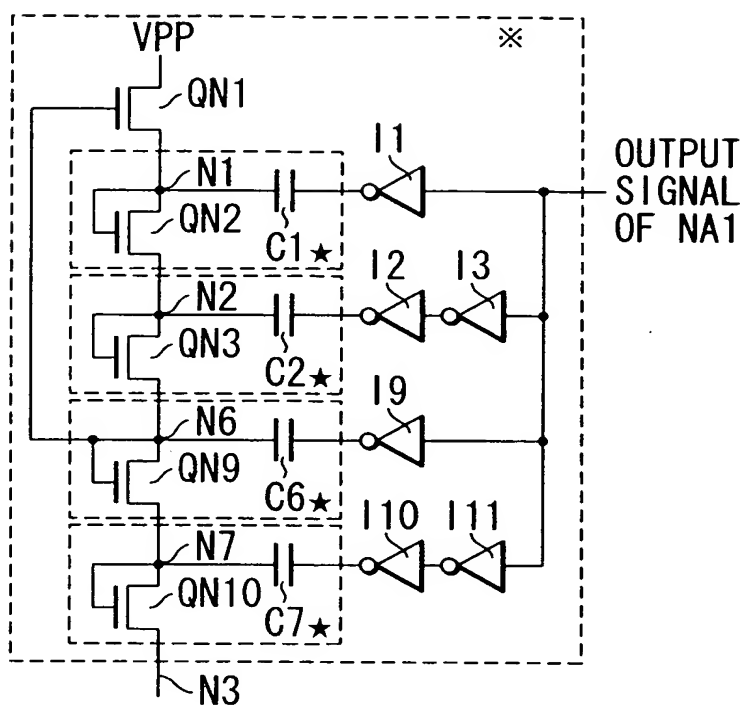 VPP
※
QN1
N1
I1
OUTPUT
SIGNAL
OF NA1
QN2
C1★
N2
I2
I3
QN3
C2★
N6
I9
QN9
C6★
N7
I10
I11
QN10
C7★
N3